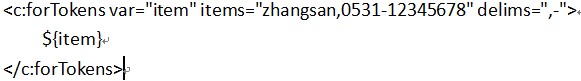 <c:forTokens var="item" items="zhangsan,0531-12345678" delims=",-">
${item}
</c:forTokens>